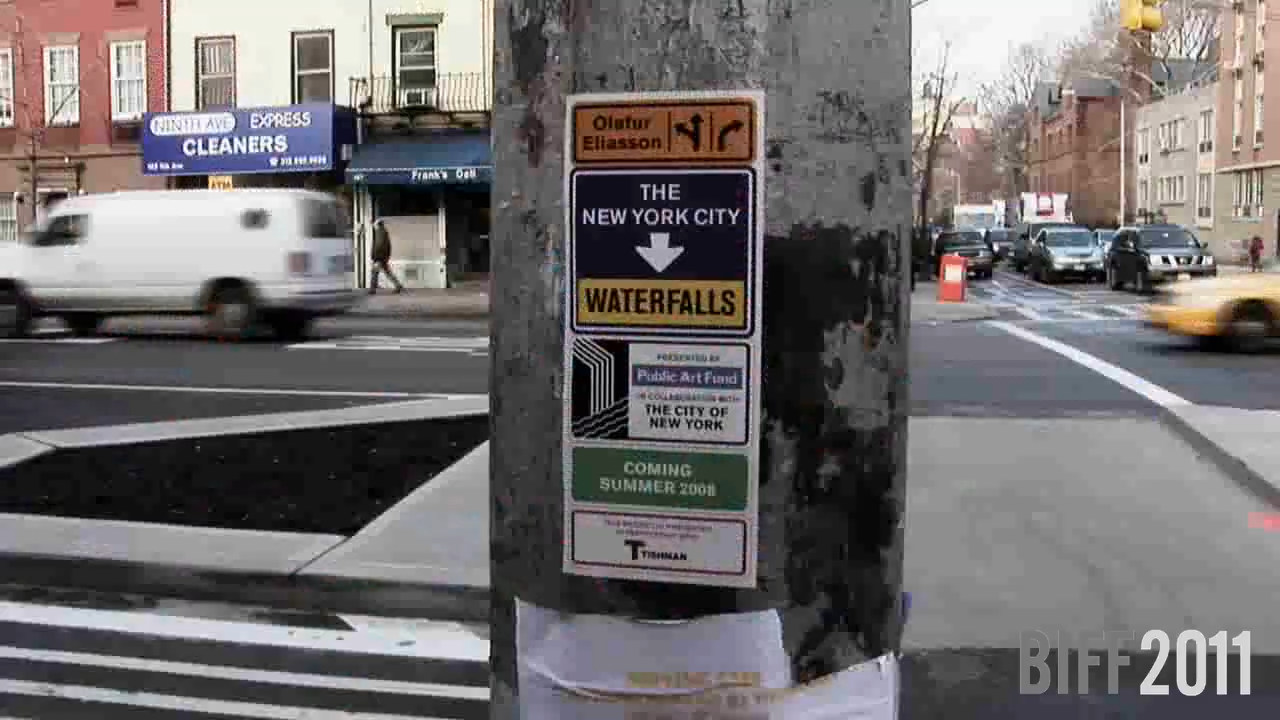 NINTH AVE EXPRESS
CLEANERS
Frank's Deli
ATM
Olafur
Eliasson
THE
NEW YORK CITY
WATERFALLS
PRESENTED BY
Public Art Fund
IN COLLABORATION WITH
THE CITY OF
NEW YORK
COMING
SUMMER 2008
TISHMAN
BIFF 2011